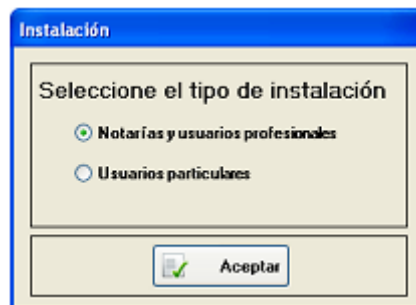 Instalación
Seleccione el tipo de instalación
Notarías y usuarios profesionales
Usuarios particulares
Aceptar